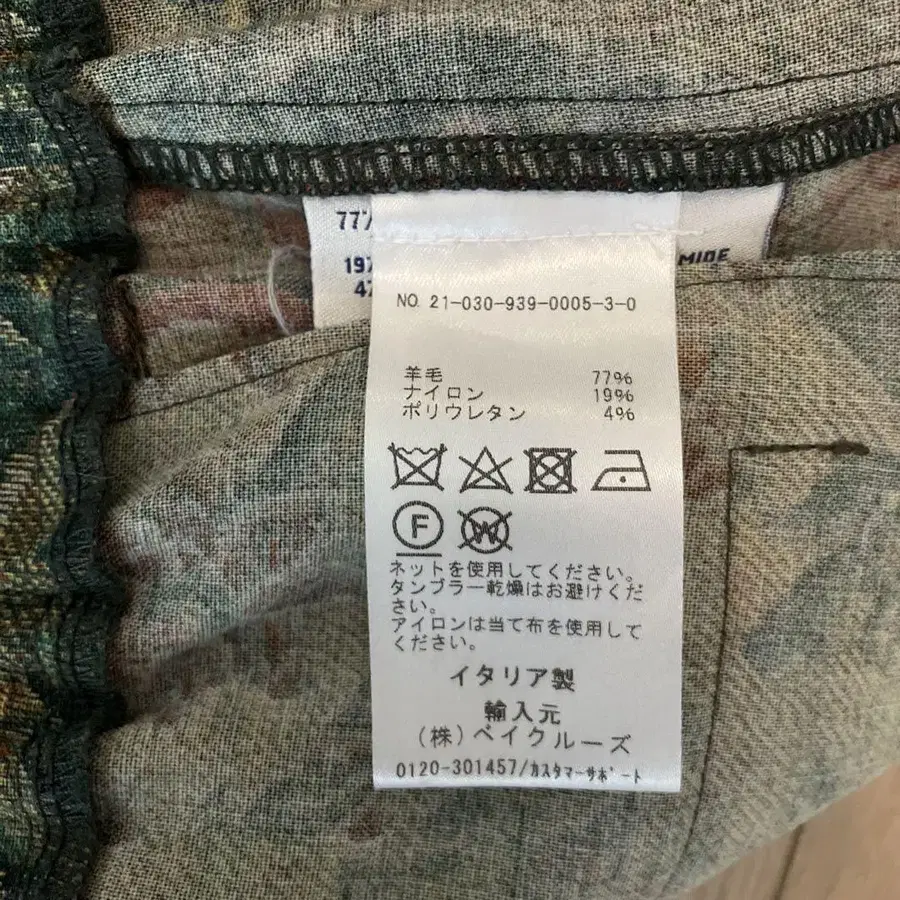 77%
197
47
MIDE
NO. 21-030-939-0005-3-0
羊毛 77%
ナイロン 19%
ポリウレタン 4%
F
W
ネットを使用してください。
タンブラー乾燥はお避けくだ
さい。
アイロンは当て布を使用して
ください。
イタリア製
輸入元
(株)ベイクルーズ
0120-301457/カスタマーサポート